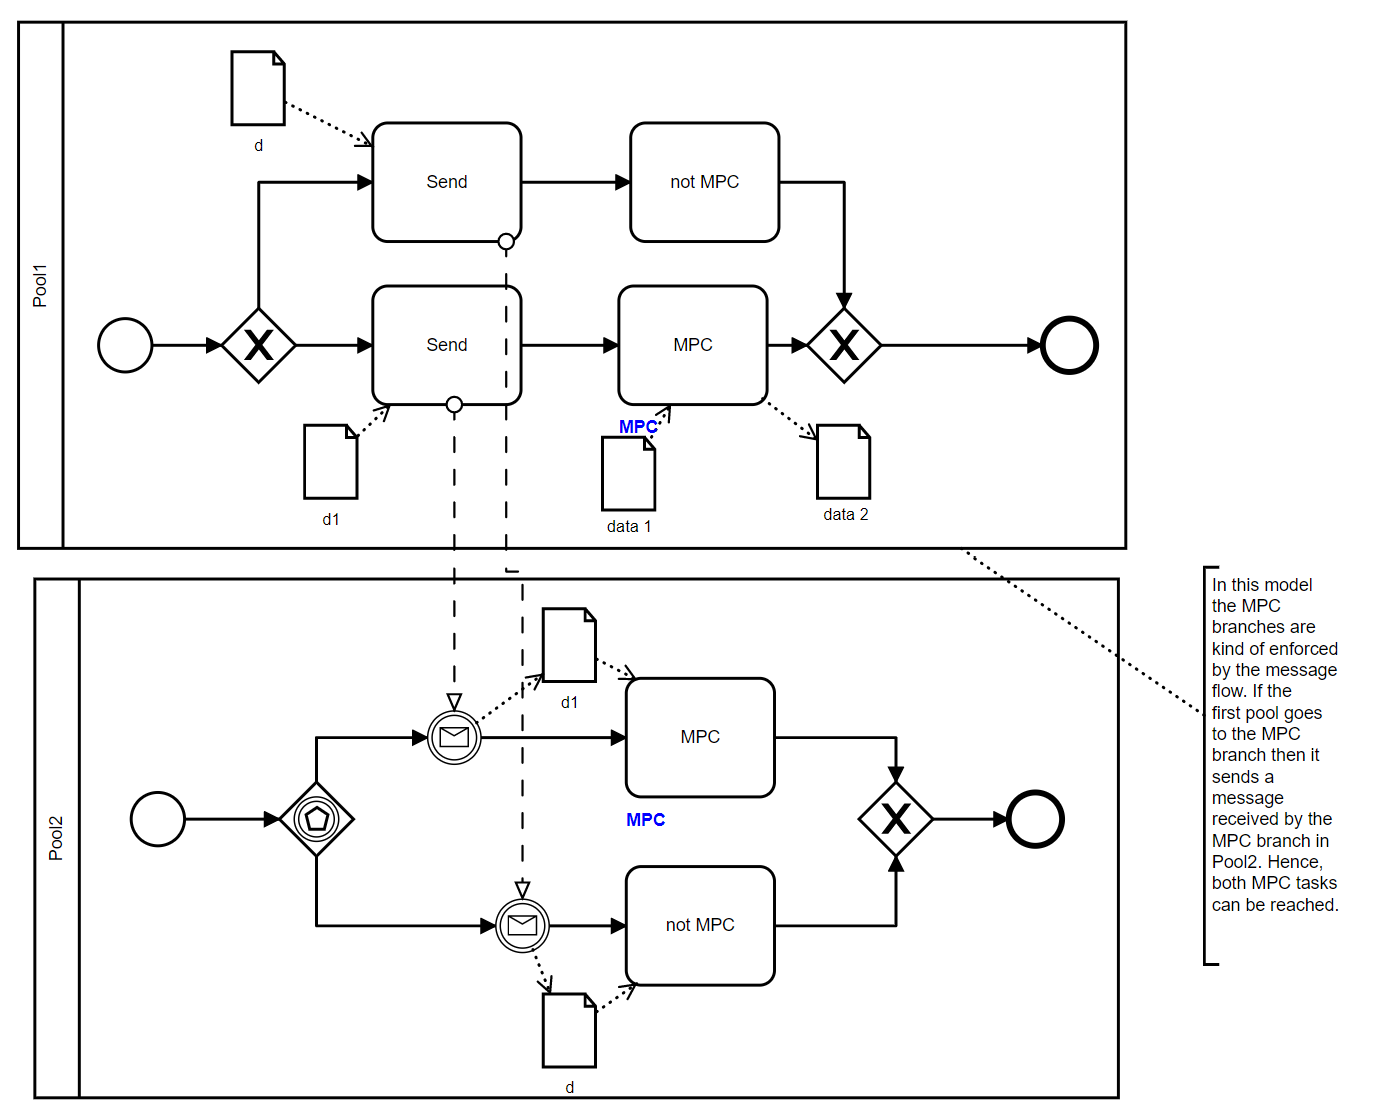 Pool1
d
Send
not MPC
Send
MPC
MPC
d1
data 1
data 2
Pool2
d1
MPC
MPC
not MPC
d
In this model
the MPC
branches are
kind of enforced
by the message
flow. If the
first pool goes
to the MPC
branch then it
sends a
message
received by the
MPC branch in
Pool2. Hence,
both MPC tasks
can be reached.